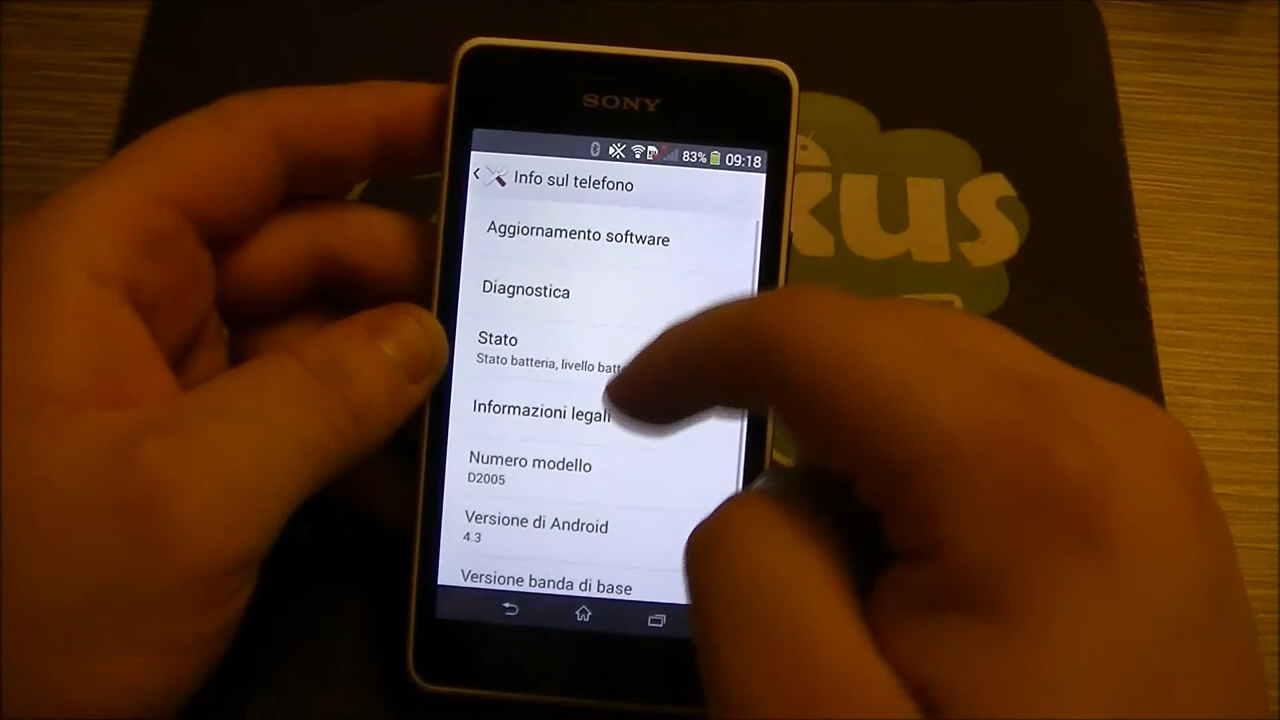 SONY
83% 09:18
Info sul telefono
Aggiornamento software
Diagnostica
Stato
Stato batteria, livello batt
Informazioni legali
Numero modello
D2005
Versione di Android
4.3
Versione banda di base
kus